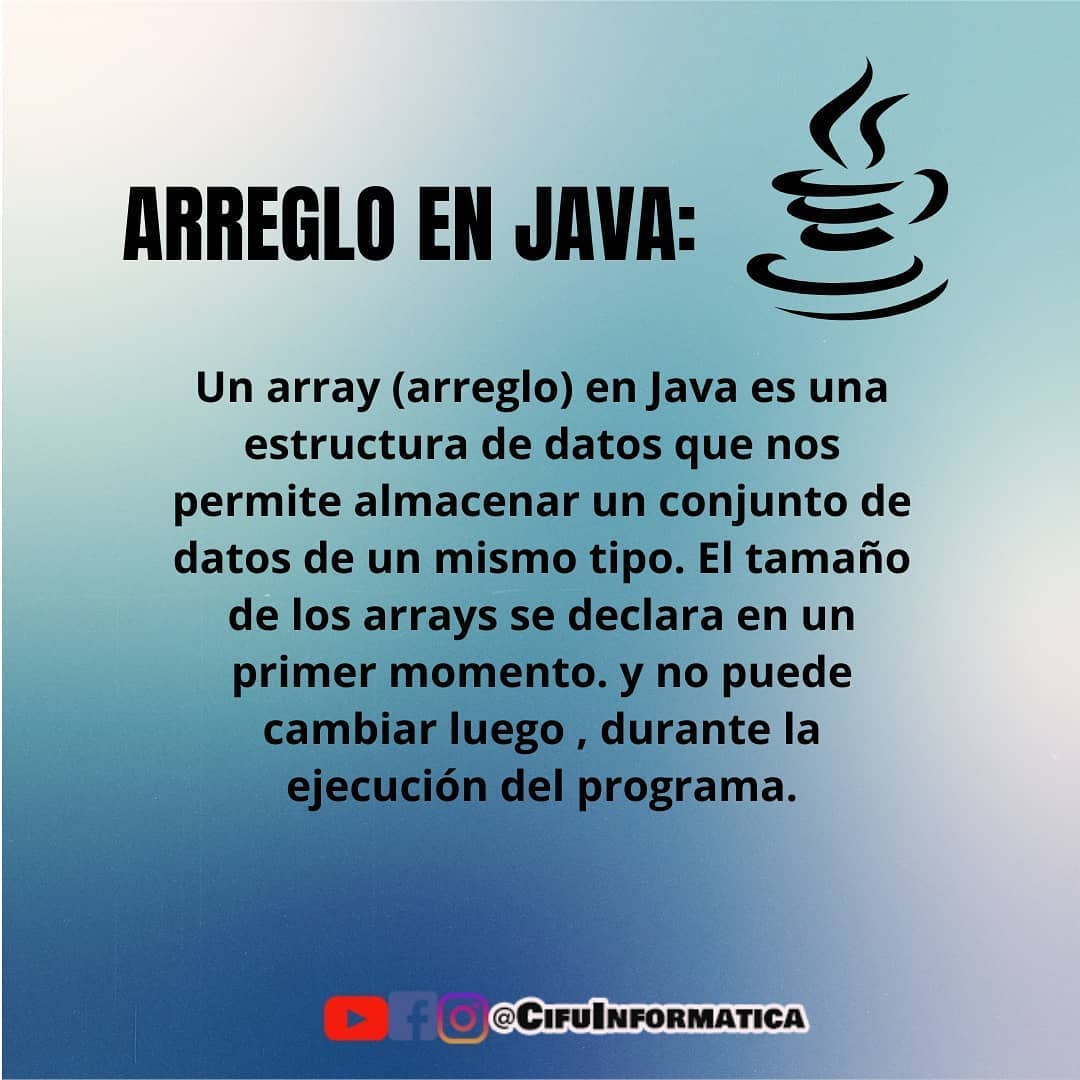 ARREGLO EN JAVA:
Un array (arreglo) en Java es una
estructura de datos que nos
permite almacenar un conjunto de
datos de un mismo tipo. El tamaño
de los arrays se declara en un
primer momento. y no puede
cambiar luego , durante la
ejecución del programa.
@CIFUINFORMATICA